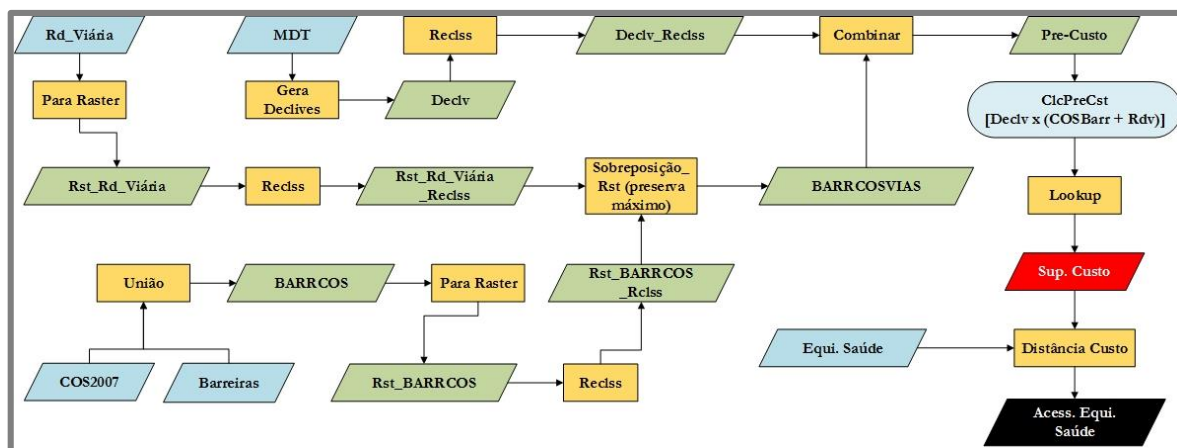 Rd_Viária
MDT
Reclss
Declv_Reclss
Combinar
Pre-Custo
Para Raster
Gera
Declives
Declv
ClcPreCst
[Declv x (COSBarr + Rdv)]
Rst_Rd_Viária
Reclss
Rst_Rd_Viária
_Reclss
Sobreposição_
Rst (preserva
máximo)
BARRCOSVIAS
Lookup
União
BARRCOS
Para Raster
Rst_BARRCOS
_Rclss
Sup. Custo
COS2007
Barreiras
Rst_BARRCOS
Reclss
Equi. Saúde
Distância Custo
Acess. Equi.
Saúde